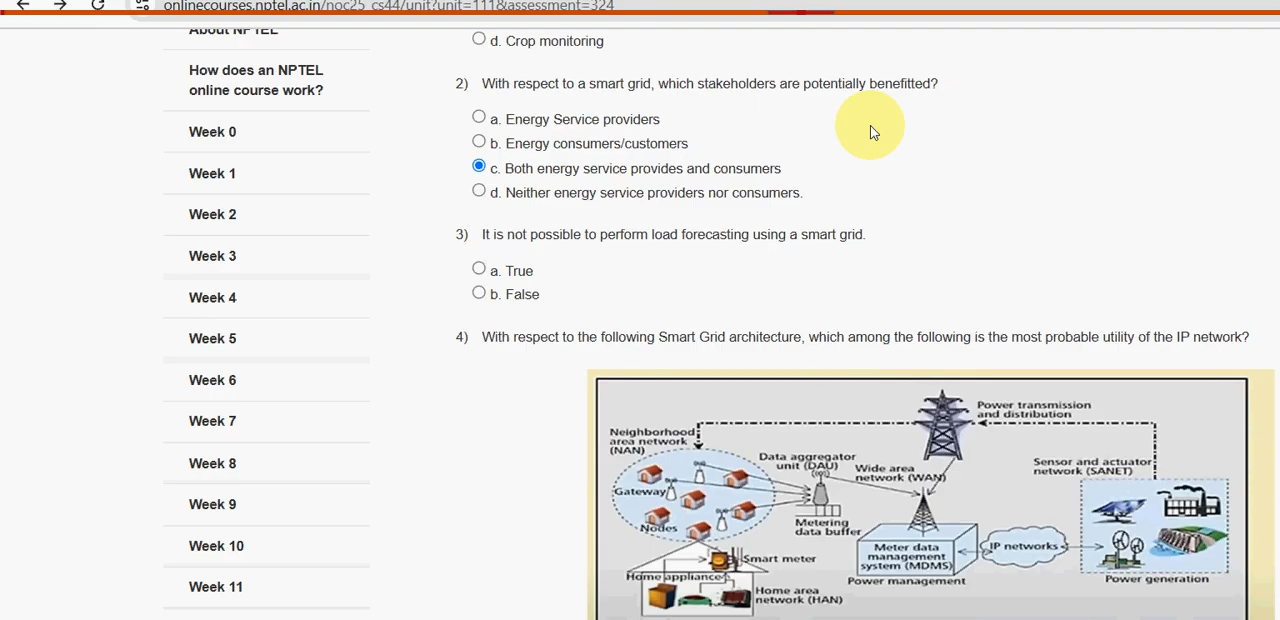 onlinecourses.nptel.ac.in/noc25_cs44/unit?unit=111&assessment=324
About NPTEL
How does an NPTEL
online course work?
Week 0
Week 1
Week 2
Week 3
Week 4
Week 5
Week 6
Week 7
Week 8
Week 9
Week 10
Week 11
d. Crop monitoring
2) With respect to a smart grid, which stakeholders are potentially benefitted?
a. Energy Service providers
b. Energy consumers/customers
c. Both energy service provides and consumers
d. Neither energy service providers nor consumers.
3) It is not possible to perform load forecasting using a smart grid.
a. True
b. False
4) With respect to the following Smart Grid architecture, which among the following is the most probable utility of the IP network?
Power transmission
and distribution
Neighborhood
area network
(NAN)
Data aggregator
unit (DAU)
Wide area
network (WAN)
Sensor and actuator
network (SANET)
Gateway
Nodes
Metering
data buffer
Meter data
management
system (MDMS)
IP networks
Smart meter
Home appliance
Power management
Power generation
Home area
network (HAN)